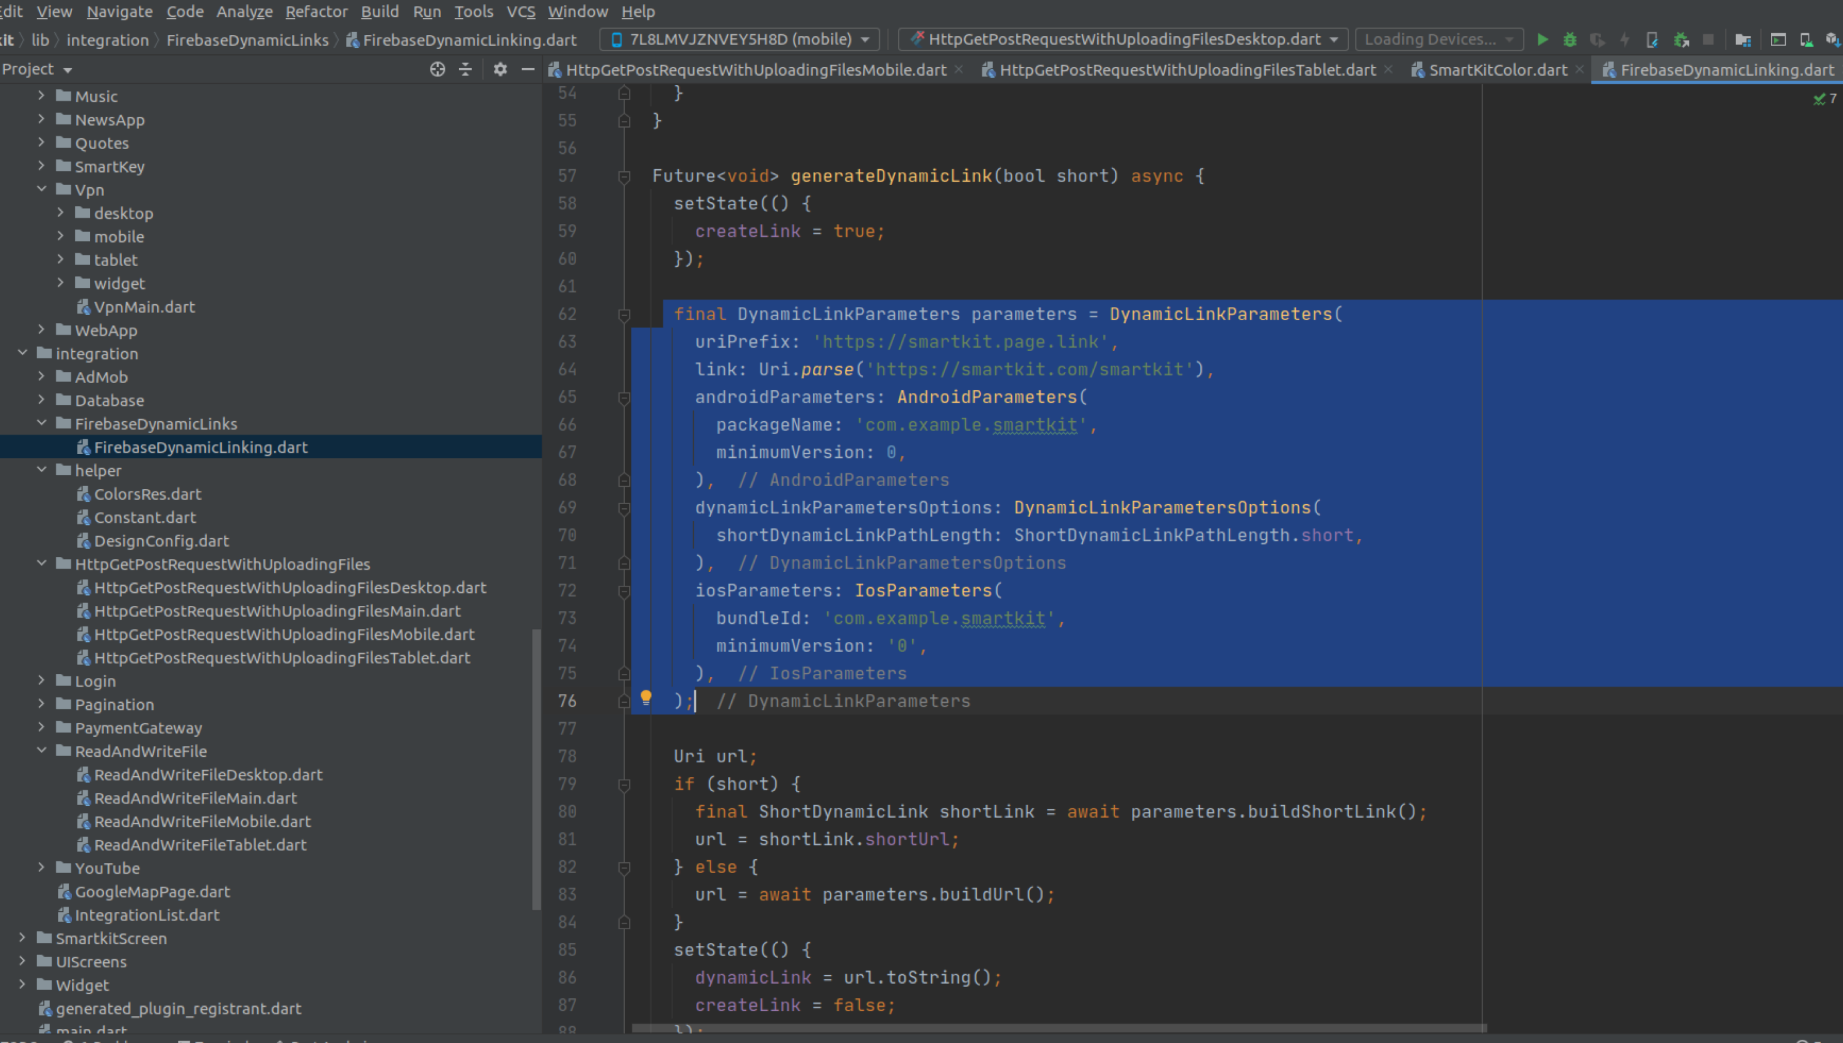 Edit View Navigate Code Analyze Refactor Build Run Tools VCS Window Help
kit lib integration FirebaseDynamicLinks FirebaseDynamicLinking.dart 7L8LMVJZNVEY5H8D (mobile) HttpGetPostRequestWithUploadingFilesDesktop.dart Loading Devices...
Project HttpGetPostRequestWithUploadingFilesMobile.dart HttpGetPostRequestWithUploadingFilesTablet.dart SmartKitColor.dart FirebaseDynamicLinking.dart
7
Music
NewsApp
Quotes
SmartKey
Vpn
desktop
mobile
tablet
widget
VpnMain.dart
WebApp
integration
AdMob
Database
FirebaseDynamicLinks
FirebaseDynamicLinking.dart
helper
ColorsRes.dart
Constant.dart
DesignConfig.dart
HttpGetPostRequestWithUploadingFiles
HttpGetPostRequestWithUploadingFilesDesktop.dart
HttpGetPostRequestWithUploadingFilesMain.dart
HttpGetPostRequestWithUploadingFilesMobile.dart
HttpGetPostRequestWithUploadingFilesTablet.dart
Login
Pagination
PaymentGateway
ReadAndWriteFile
ReadAndWriteFileDesktop.dart
ReadAndWriteFileMain.dart
ReadAndWriteFileMobile.dart
ReadAndWriteFileTablet.dart
YouTube
GoogleMapPage.dart
IntegrationList.dart
SmartkitScreen
UIScreens
Widget
generated_plugin_registrant.dart
main.dart
54 }
55 }
56
57 Future<void> generateDynamicLink(bool short) async {
58 setState(() {
59 createLink = true;
60 });
61
62 final DynamicLinkParameters parameters = DynamicLinkParameters(
63 uriPrefix: 'https://smartkit.page.link',
64 link: Uri.parse('https://smartkit.com/smartkit'),
65 androidParameters: AndroidParameters(
66 packageName: 'com.example.smartkit',
67 minimumVersion: 0,
68 ), // AndroidParameters
69 dynamicLinkParametersOptions: DynamicLinkParametersOptions(
70 shortDynamicLinkPathLength: ShortDynamicLinkPathLength.short,
71 ), // DynamicLinkParametersOptions
72 iosParameters: IosParameters(
73 bundleId: 'com.example.smartkit',
74 minimumVersion: '0',
75 ), // IosParameters
76 ); // DynamicLinkParameters
77
78 Uri url;
79 if (short) {
80 final ShortDynamicLink shortLink = await parameters.buildShortLink();
81 url = shortLink.shortUrl;
82 } else {
83 url = await parameters.buildUrl();
84 }
85 setState(() {
86 dynamicLink = url.toString();
87 createLink = false;
88 });